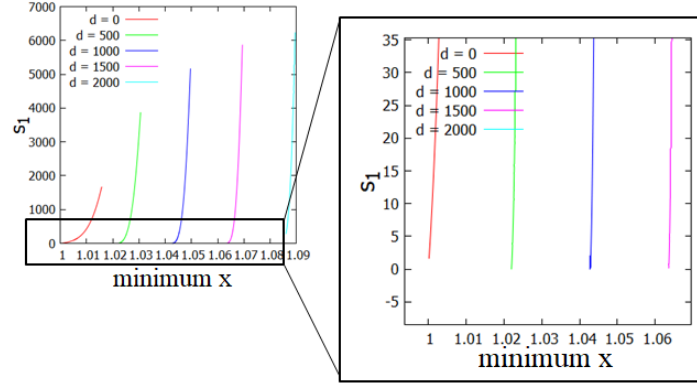 7000
6000
5000
4000
3000
2000
1000
0
s1
d = 0
d = 500
d = 1000
d = 1500
d = 2000
1 1.01 1.02 1.03 1.04 1.05 1.06 1.07 1.08 1.09
minimum x
35
30
25
20
15
10
5
0
-5
s1
d = 0
d = 500
d = 1000
d = 1500
d = 2000
1 1.01 1.02 1.03 1.04 1.05 1.06
minimum x